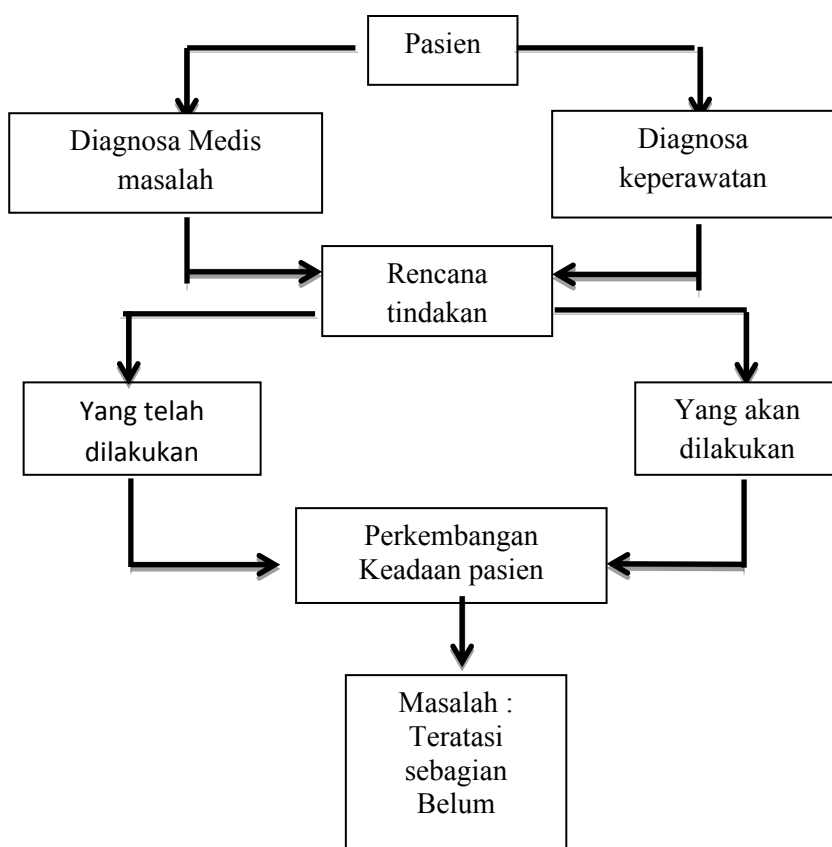 Pasien
Diagnosa Medis
masalah
Diagnosa
keperawatan
Rencana
tindakan
Yang telah
dilakukan
Yang akan
dilakukan
Perkembangan
Keadaan pasien
Masalah :
Teratasi
sebagian
Belum